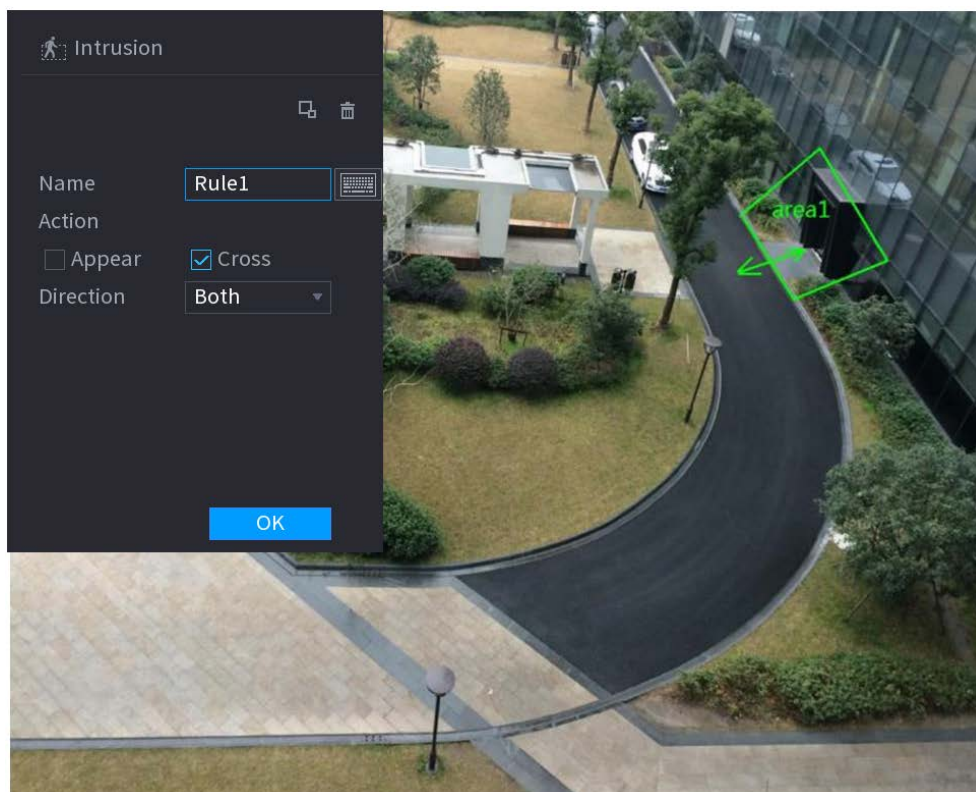 Intrusion
Name Rule1
Action
Appear Cross
Direction Both
OK
area1